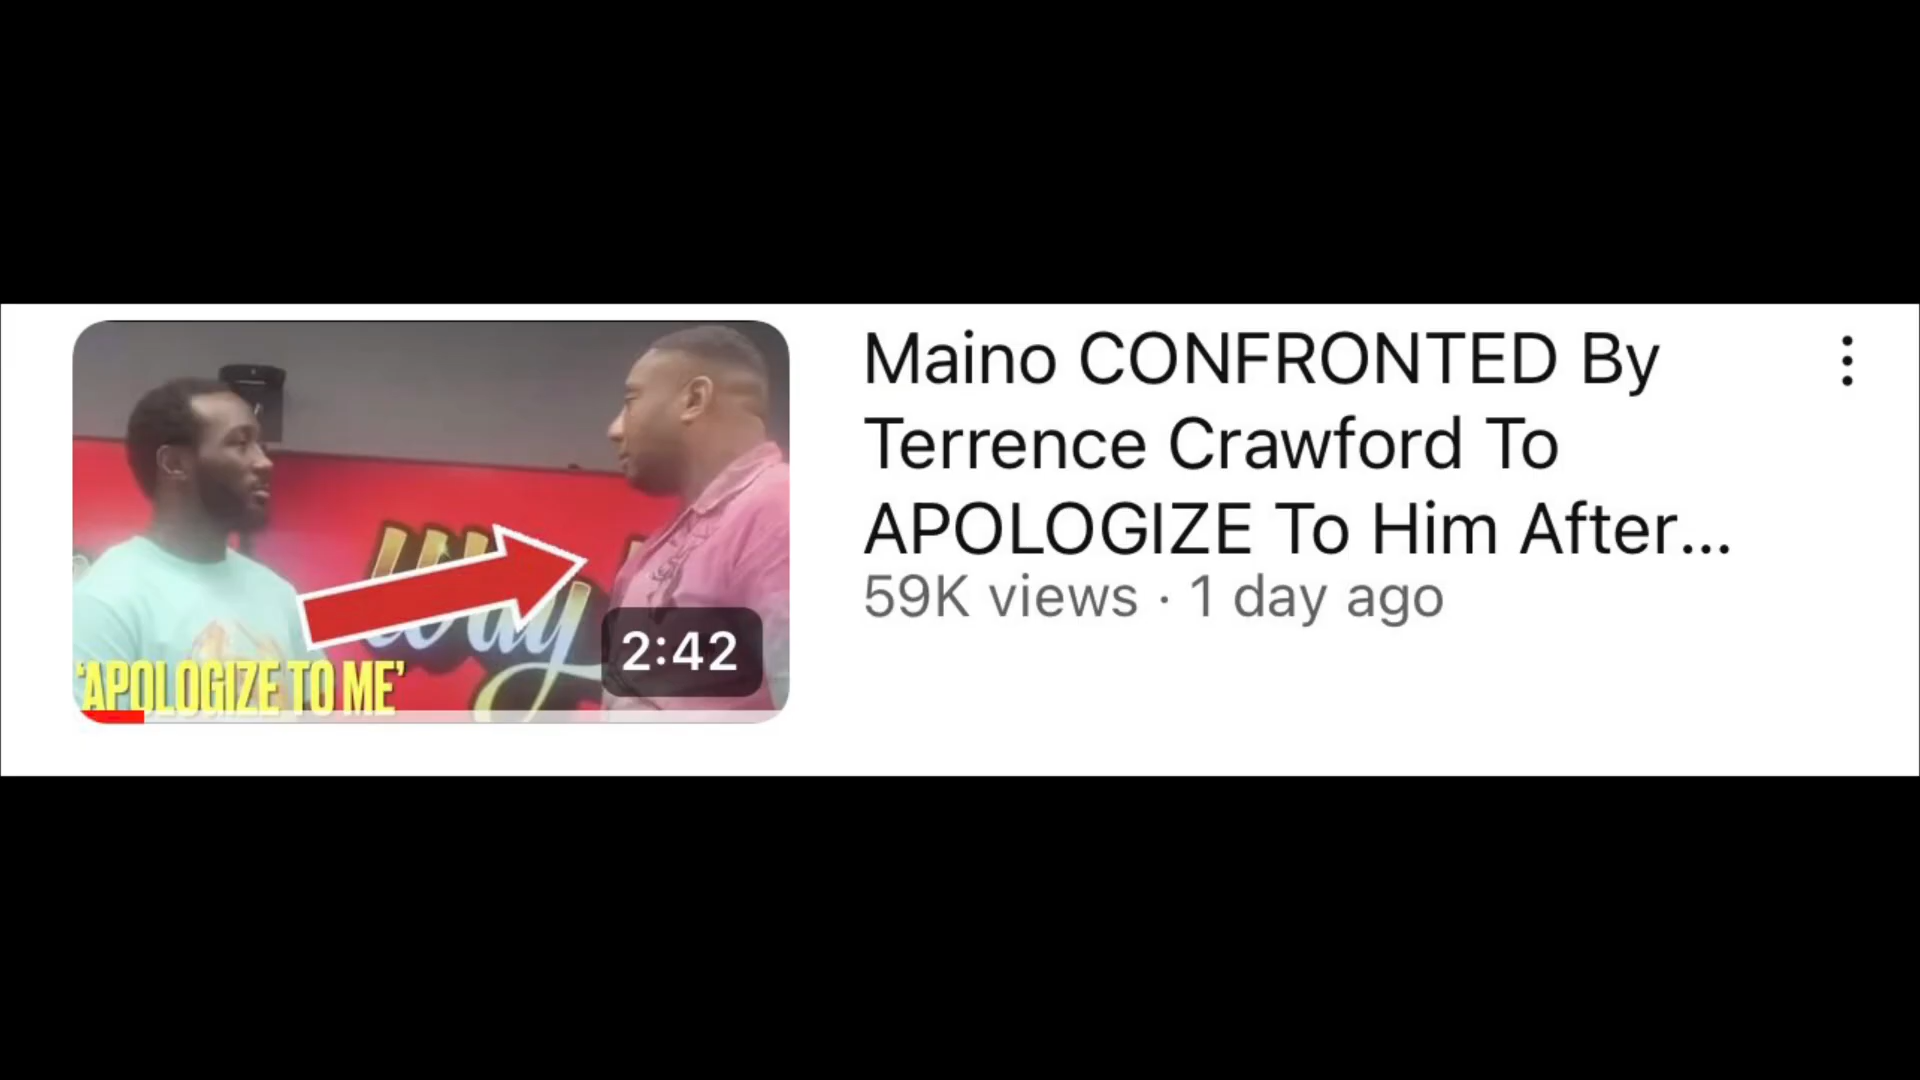 Maino CONFRONTED By
Terrence Crawford To
APOLOGIZE To Him After...
59K views · 1 day ago
Way
2:42
'APOLOGIZE TO ME'